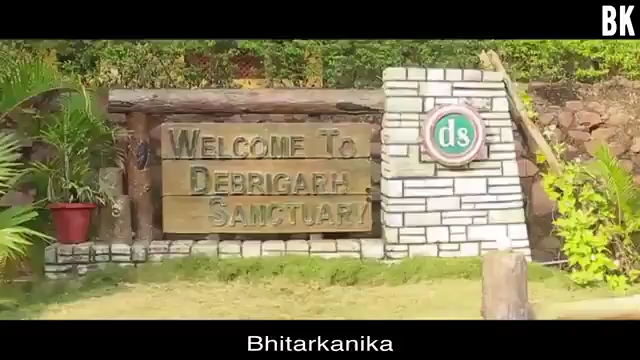 BK
WELCOME TO
DEBRIGARH
SANCTUARY
ds
Bhitarkanika